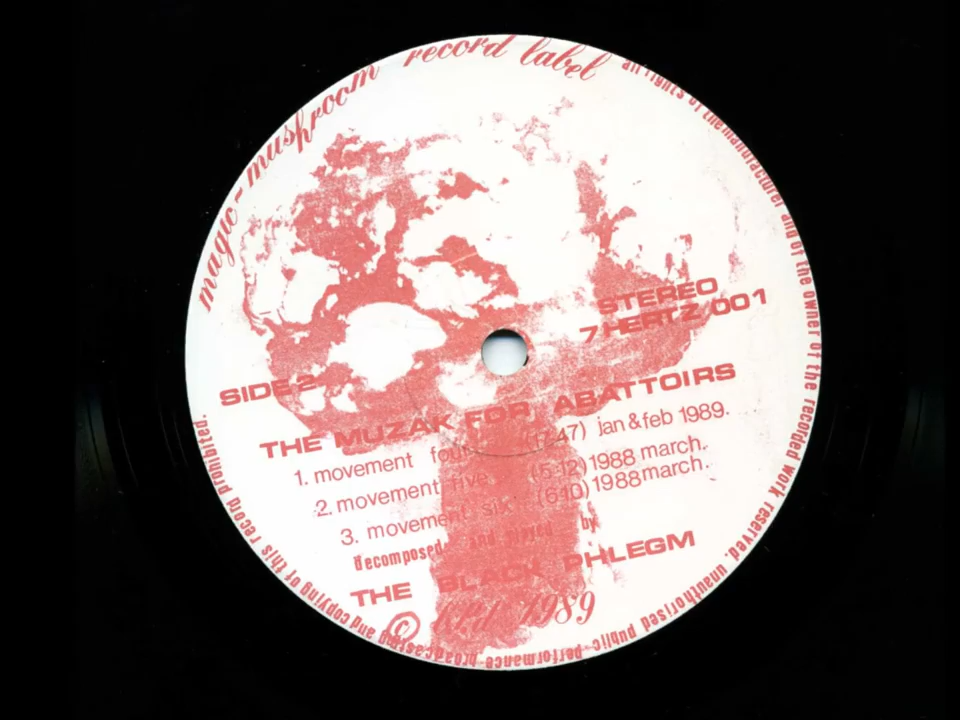 magic-mushroom record label
all rights of the manufacturer and of the owner of the recorded work reserved. unauthorised public performance broadcasting and copying of this record prohibited.
STEREO
7 HERTZ 001
SIDE 2
THE MUZAK FOR ABATTOIRS
1. movement four jan & feb 1989.
2. movement five (5:12) 1988 march.
3. movement six (6:10) 1988 march.
decomposed and played by
THE BLACK PHLEGM
© 1989